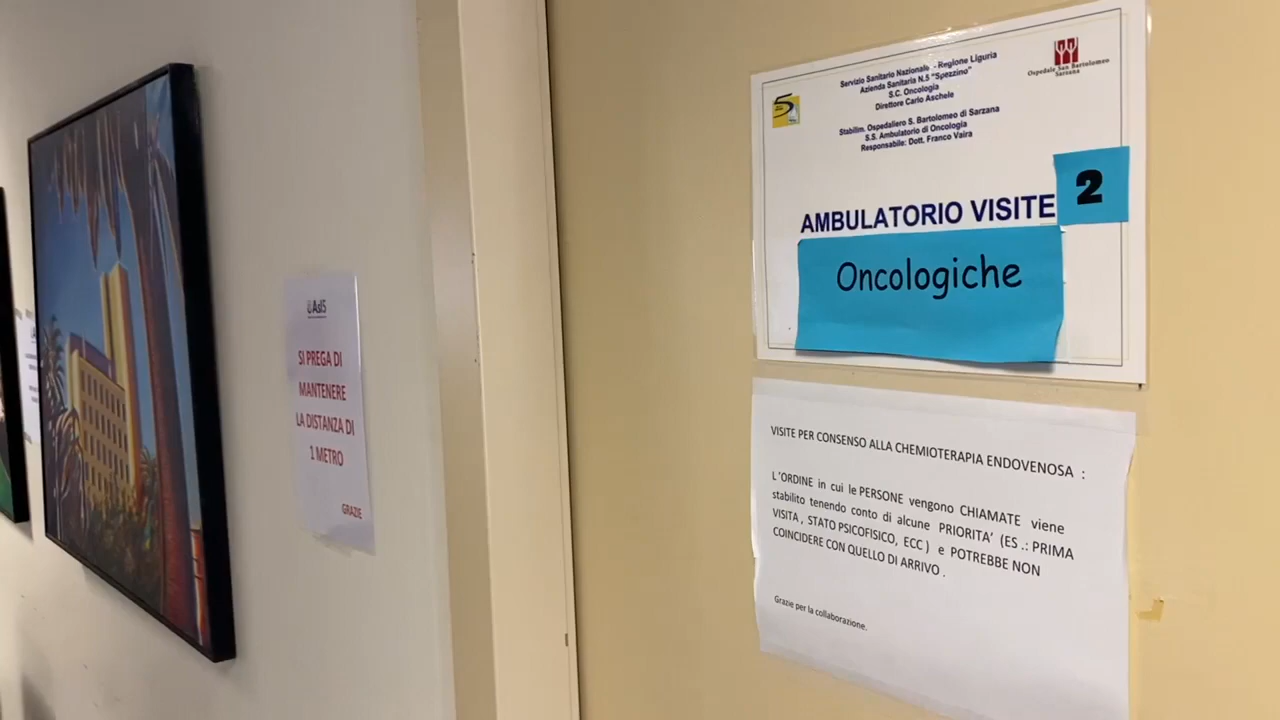 Asl5
SI PREGA DI
MANTENERE
LA DISTANZA DI
1 METRO
GRAZIE
Servizio Sanitario Nazionale - Regione Liguria
Azienda Sanitaria N.5 "Spezzino"
S.C. Oncologia
Direttore Carlo Aschele
Stabilim. Ospedaliero S. Bartolomeo di Sarzana
S.S. Ambulatorio di Oncologia
Responsabile: Dott. Franco Vaira
5
Ospedale San Bartolomeo
Sarzana
AMBULATORIO VISITE 2
Oncologiche
VISITE PER CONSENSO ALLA CHEMIOTERAPIA ENDOVENOSA :
L'ORDINE in cui le PERSONE vengono CHIAMATE viene
stabilito tenendo conto di alcune PRIORITA' (ES .: PRIMA
VISITA , STATO PSICOFISICO, ECC ) e POTREBBE NON
COINCIDERE CON QUELLO DI ARRIVO .
Grazie per la collaborazione.